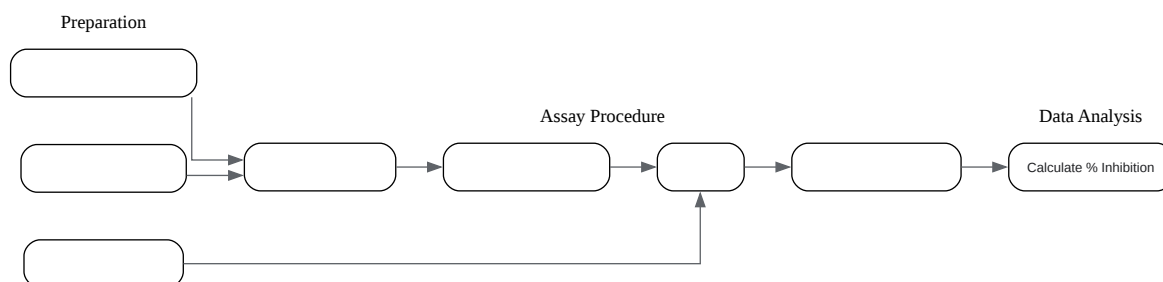 Preparation
Assay Procedure
Data Analysis
Calculate % Inhibition